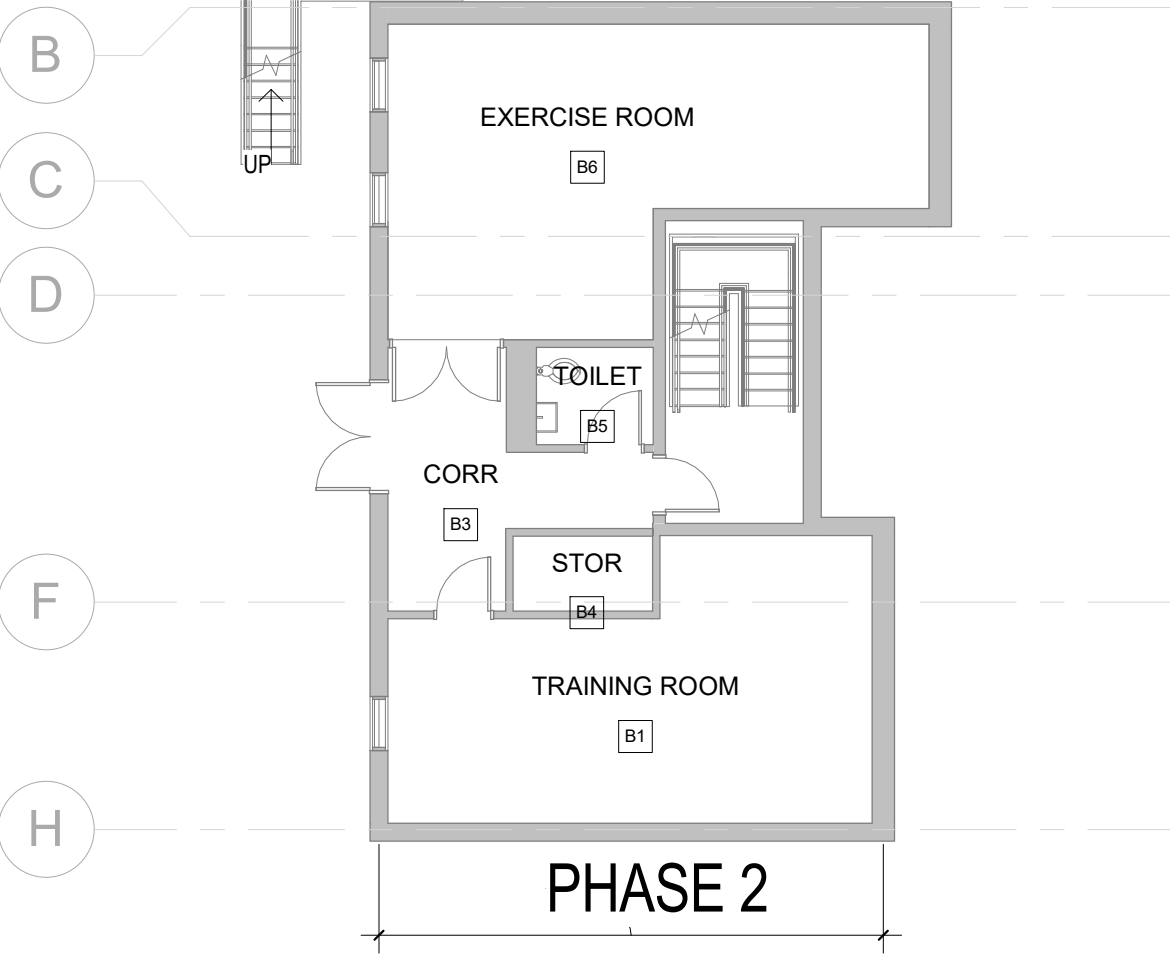 B
EXERCISE ROOM
B6
UP
C
D
TOILET
B5
CORR
B3
STOR
B4
F
TRAINING ROOM
B1
H
PHASE 2